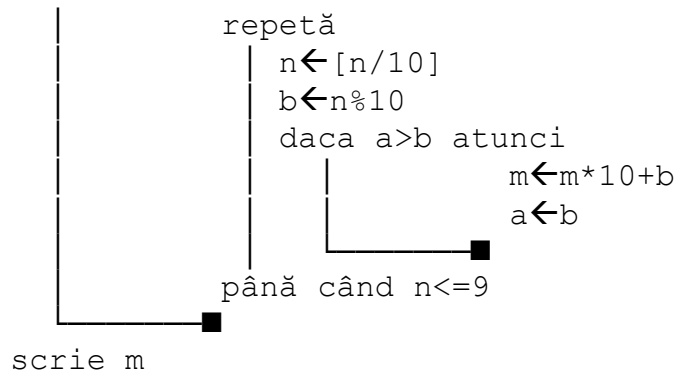 repetă
n🡨[n/10]
b🡨n%10
daca a>b atunci
m🡨m*10+b
a🡨b
până când n<=9
scrie m